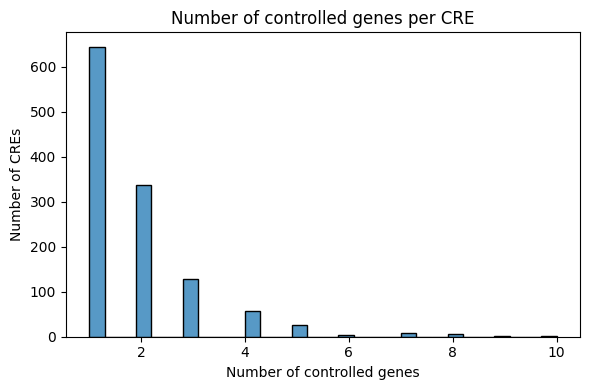 Number of controlled genes per CRE
Number of CREs
600
500
400
300
200
100
0
2 4 6 8 10
Number of controlled genes